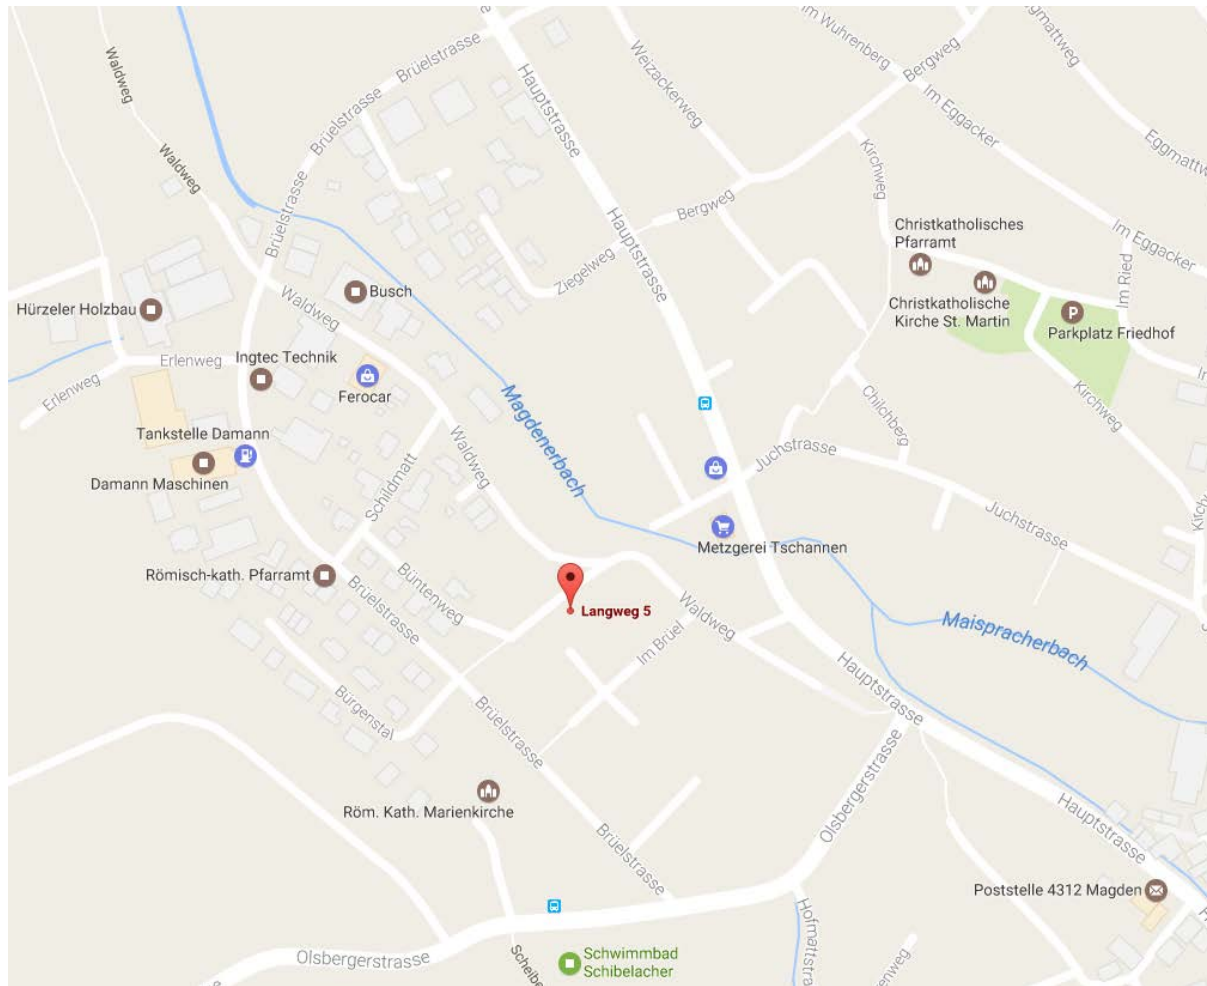 Im Wuhrenberg
Bergweg
Eggmattweg
Waldweg
Brüelstrasse
Weizackerweg
Hauptstrasse
Im Eggacker
Eggmattw
Brüelstrasse
Waldweg
Kirchweg
Bergweg
Brüelstrasse
Hauptstrasse
Christkatholisches
Pfarramt
Im Eggacker
Ziegelweg
Im Ried
Busch
Waldweg
Hürzeler Holzbau
Christkatholische
Kirche St. Martin
P
Parkplatz Friedhof
Erlenweg
Ingtec Technik
Erlenweg
Ferocar
Magdenerbach
Kirchweg
Chilchberg
Tankstelle Damann
Waldweg
Juchstrasse
Damann Maschinen
Schildmatt
Juchstrasse
Metzgerei Tschannen
Römisch-kath. Pfarramt
Büntenweg
Brüelstrasse
Langweg 5
Waldweg
Maispracherbach
Im Brüel
Bürgenstal
Brüelstrasse
Hauptstrasse
Röm. Kath. Marienkirche
Olsbergerstrasse
Hauptstrasse
Brüelstrasse
Poststelle 4312 Magden
Hofmattstra
Olsbergerstrasse
Scheibe
Schwimmbad
Schibelacher